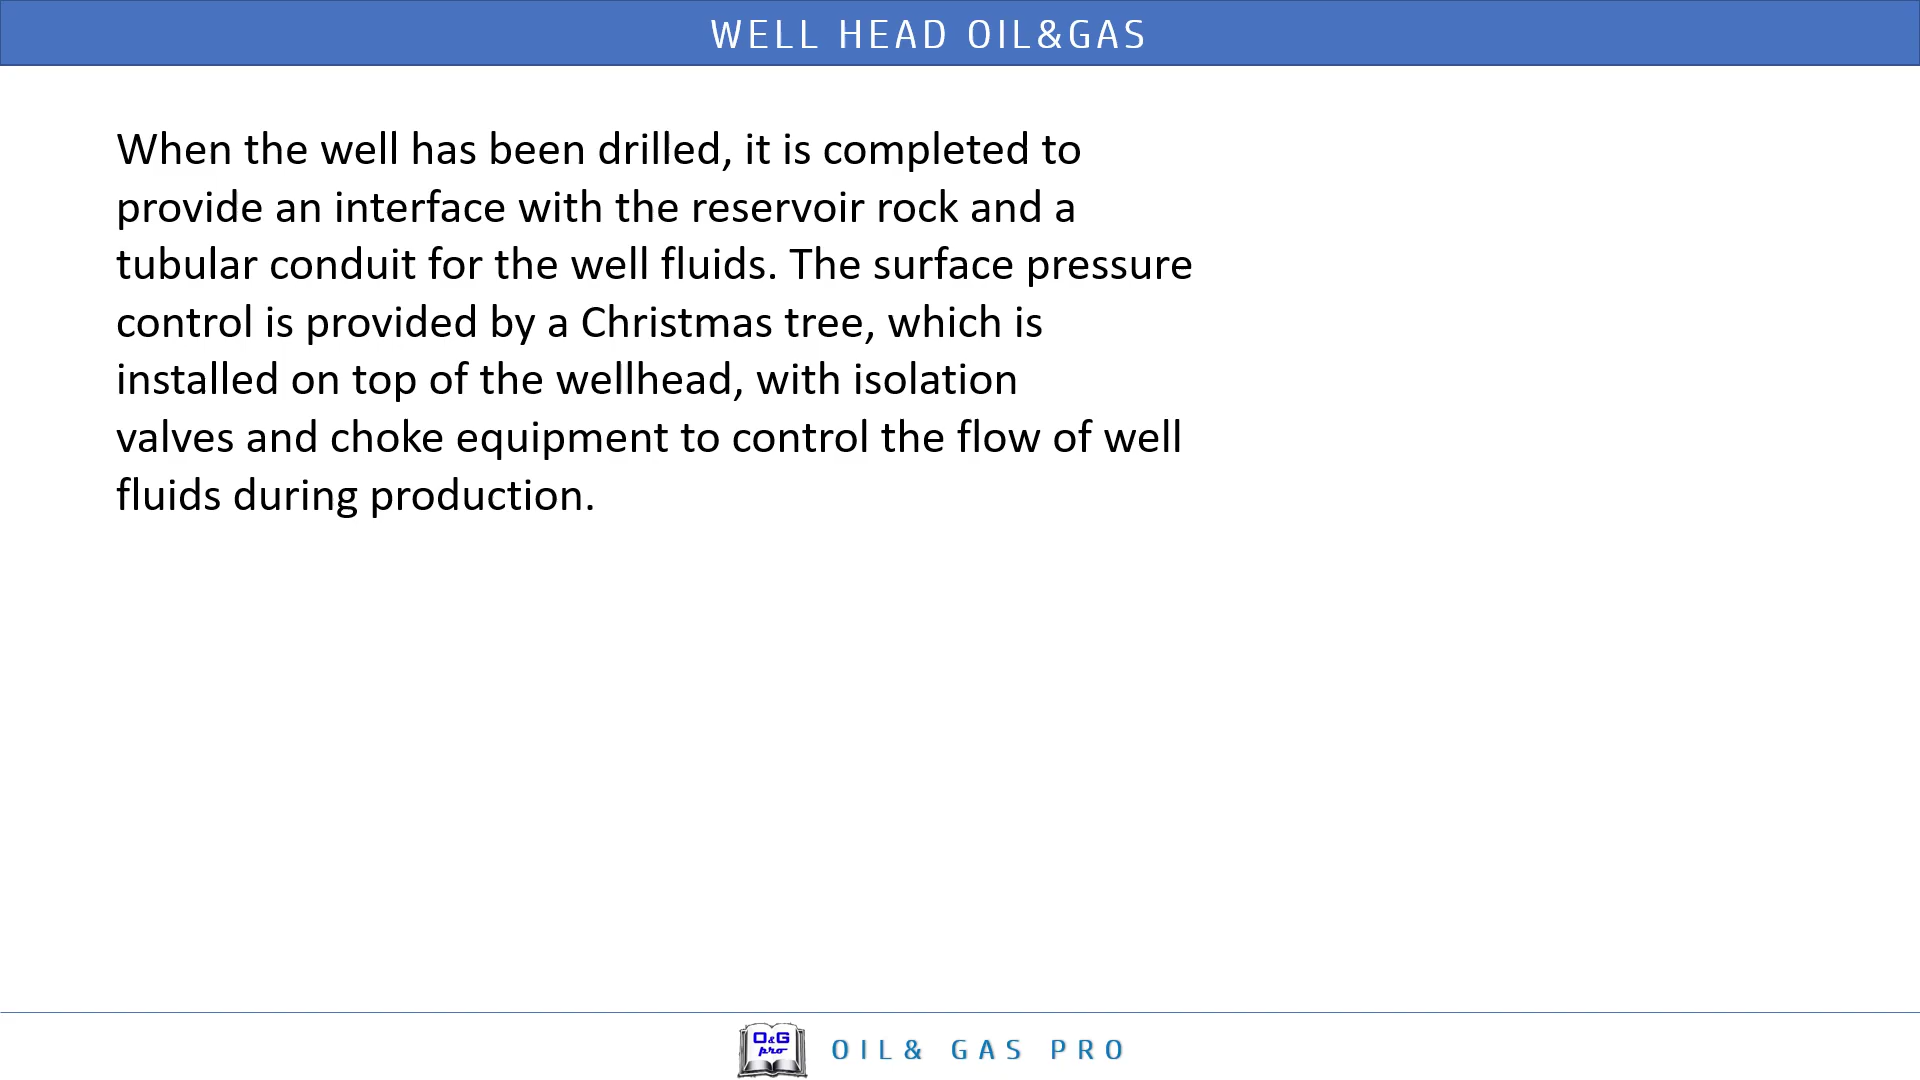 WELL HEAD OIL&GAS
When the well has been drilled, it is completed to
provide an interface with the reservoir rock and a
tubular conduit for the well fluids. The surface pressure
control is provided by a Christmas tree, which is
installed on top of the wellhead, with isolation
valves and choke equipment to control the flow of well
fluids during production.
O&G
pro
OIL& GAS PRO